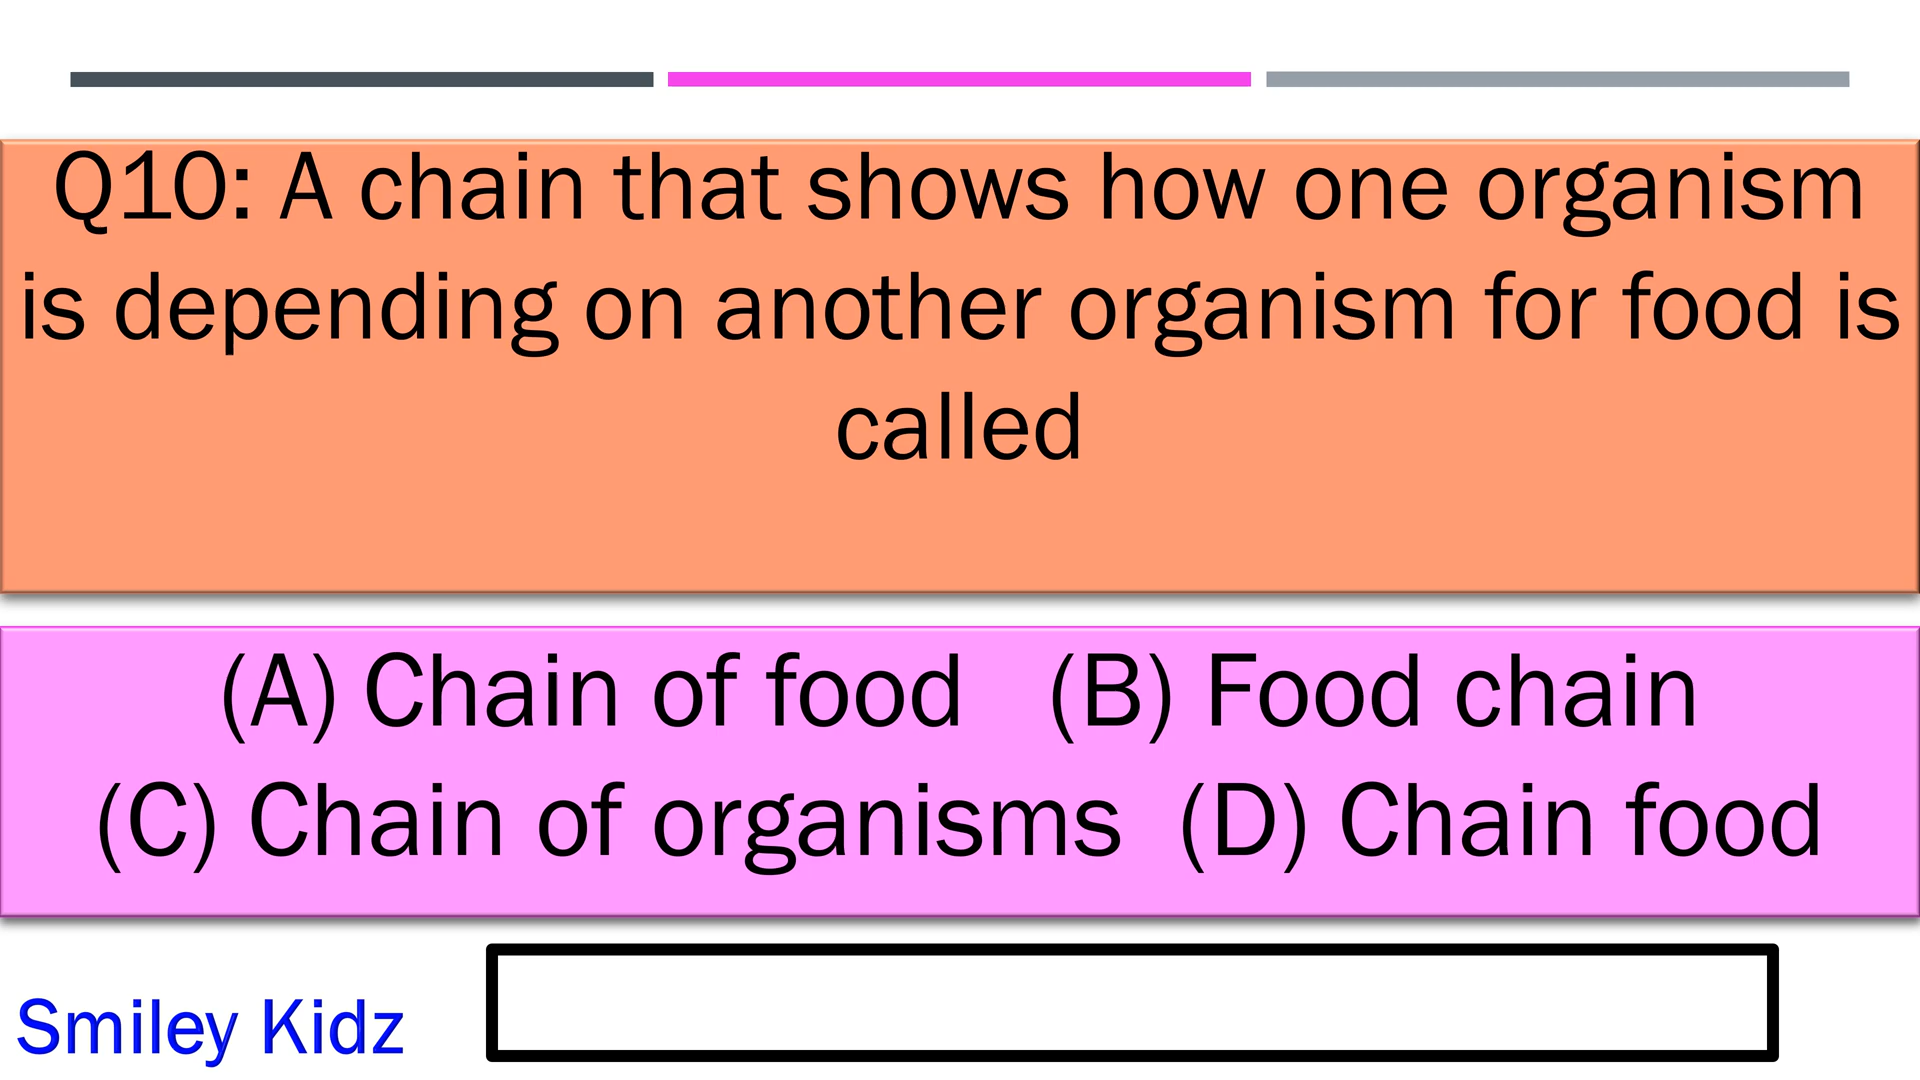 Q10: A chain that shows how one organism
is depending on another organism for food is
called
(A) Chain of food (B) Food chain
(C) Chain of organisms (D) Chain food
Smiley Kidz